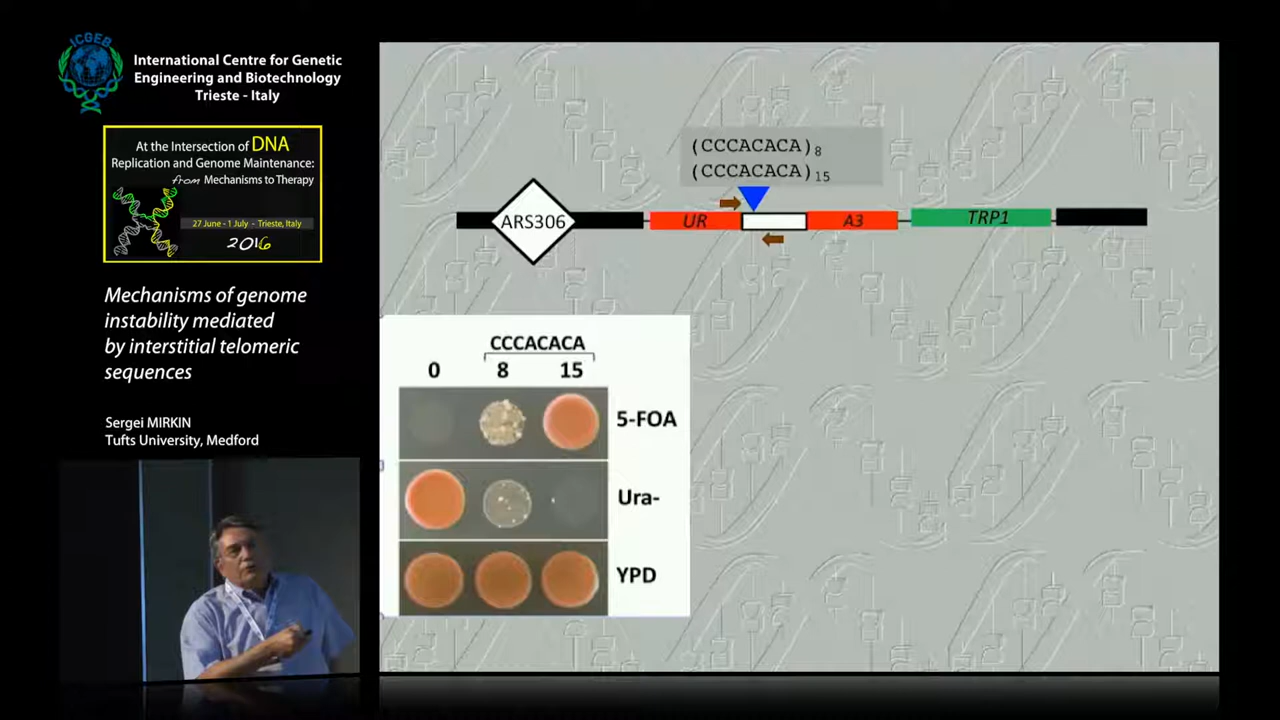 ICGEB
International Centre for Genetic
Engineering and Biotechnology
Trieste - Italy
At the Intersection of DNA
Replication and Genome Maintenance:
from Mechanisms to Therapy
27 June - 1 July - Trieste, Italy
2016
Mechanisms of genome
instability mediated
by interstitial telomeric
sequences
Sergei MIRKIN
Tufts University, Medford
(CCCACACA)8
(CCCACACA)15
ARS306
UR
A3
TRP1
CCCACACA
0 8 15
5-FOA
Ura-
YPD